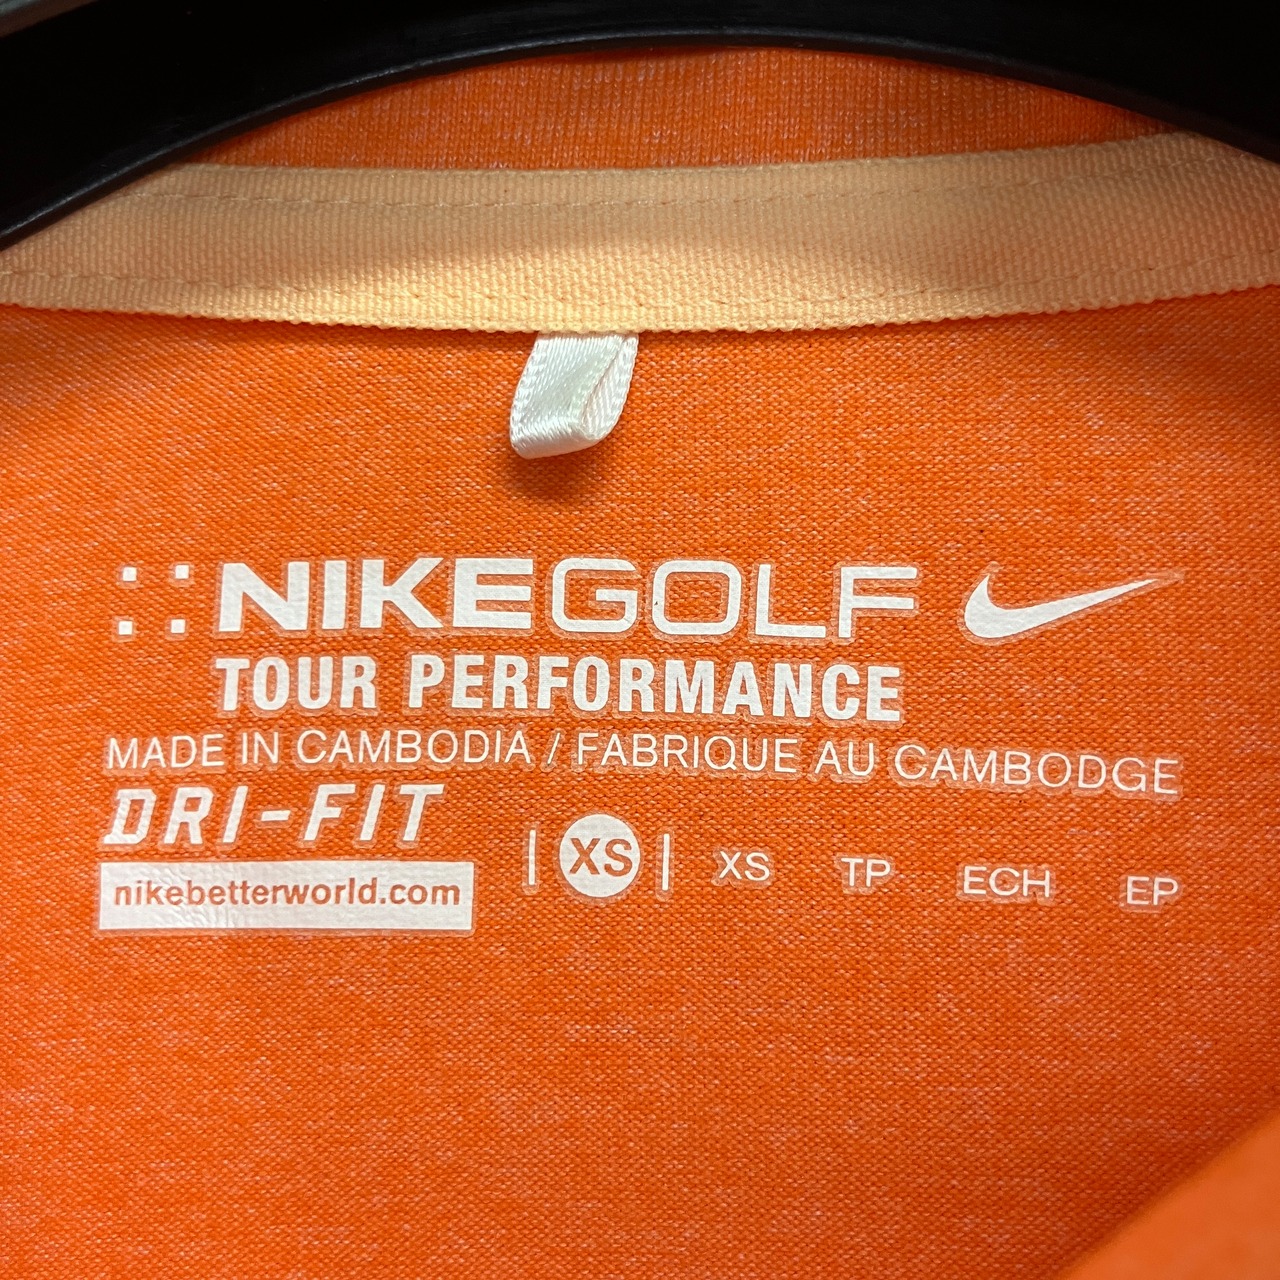 NIKEGOLF
TOUR PERFORMANCE
MADE IN CAMBODIA / FABRIQUE AU CAMBODGE
DRI-FIT
nikebetterworld.com
| XS | XS TP ECH EP